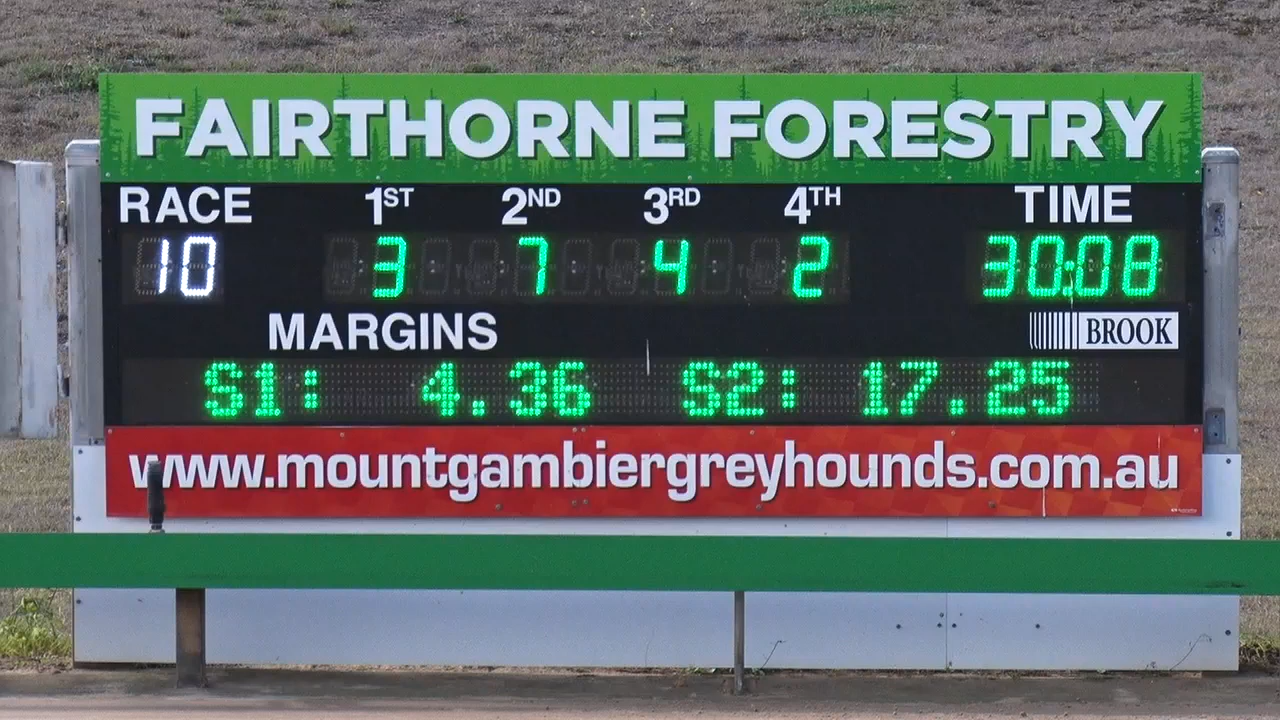 FAIRTHORNE FORESTRY
RACE 1ST 2ND 3RD 4TH TIME
10 3 7 4 2 30:08
MARGINS BROOK
S1: 4.36 S2: 17.25
www.mountgambiergreyhounds.com.au